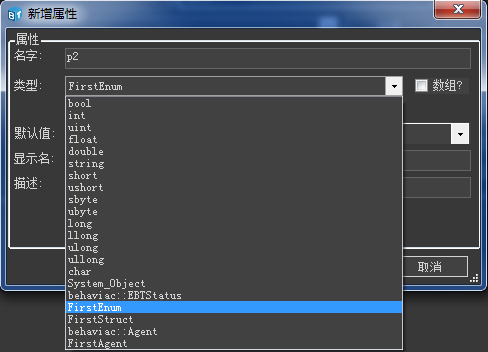 新增属性
属性
名字: p2
类型: FirstEnum 数组?
bool
int
uint
float
默认值: double
string
显示名: short
ushort
描述: sbyte
ubyte
long
llong
ulong
ullong
char 取消
System_Object
behaviac::EBTStatus
FirstEnum
FirstStruct
behaviac::Agent
FirstAgent